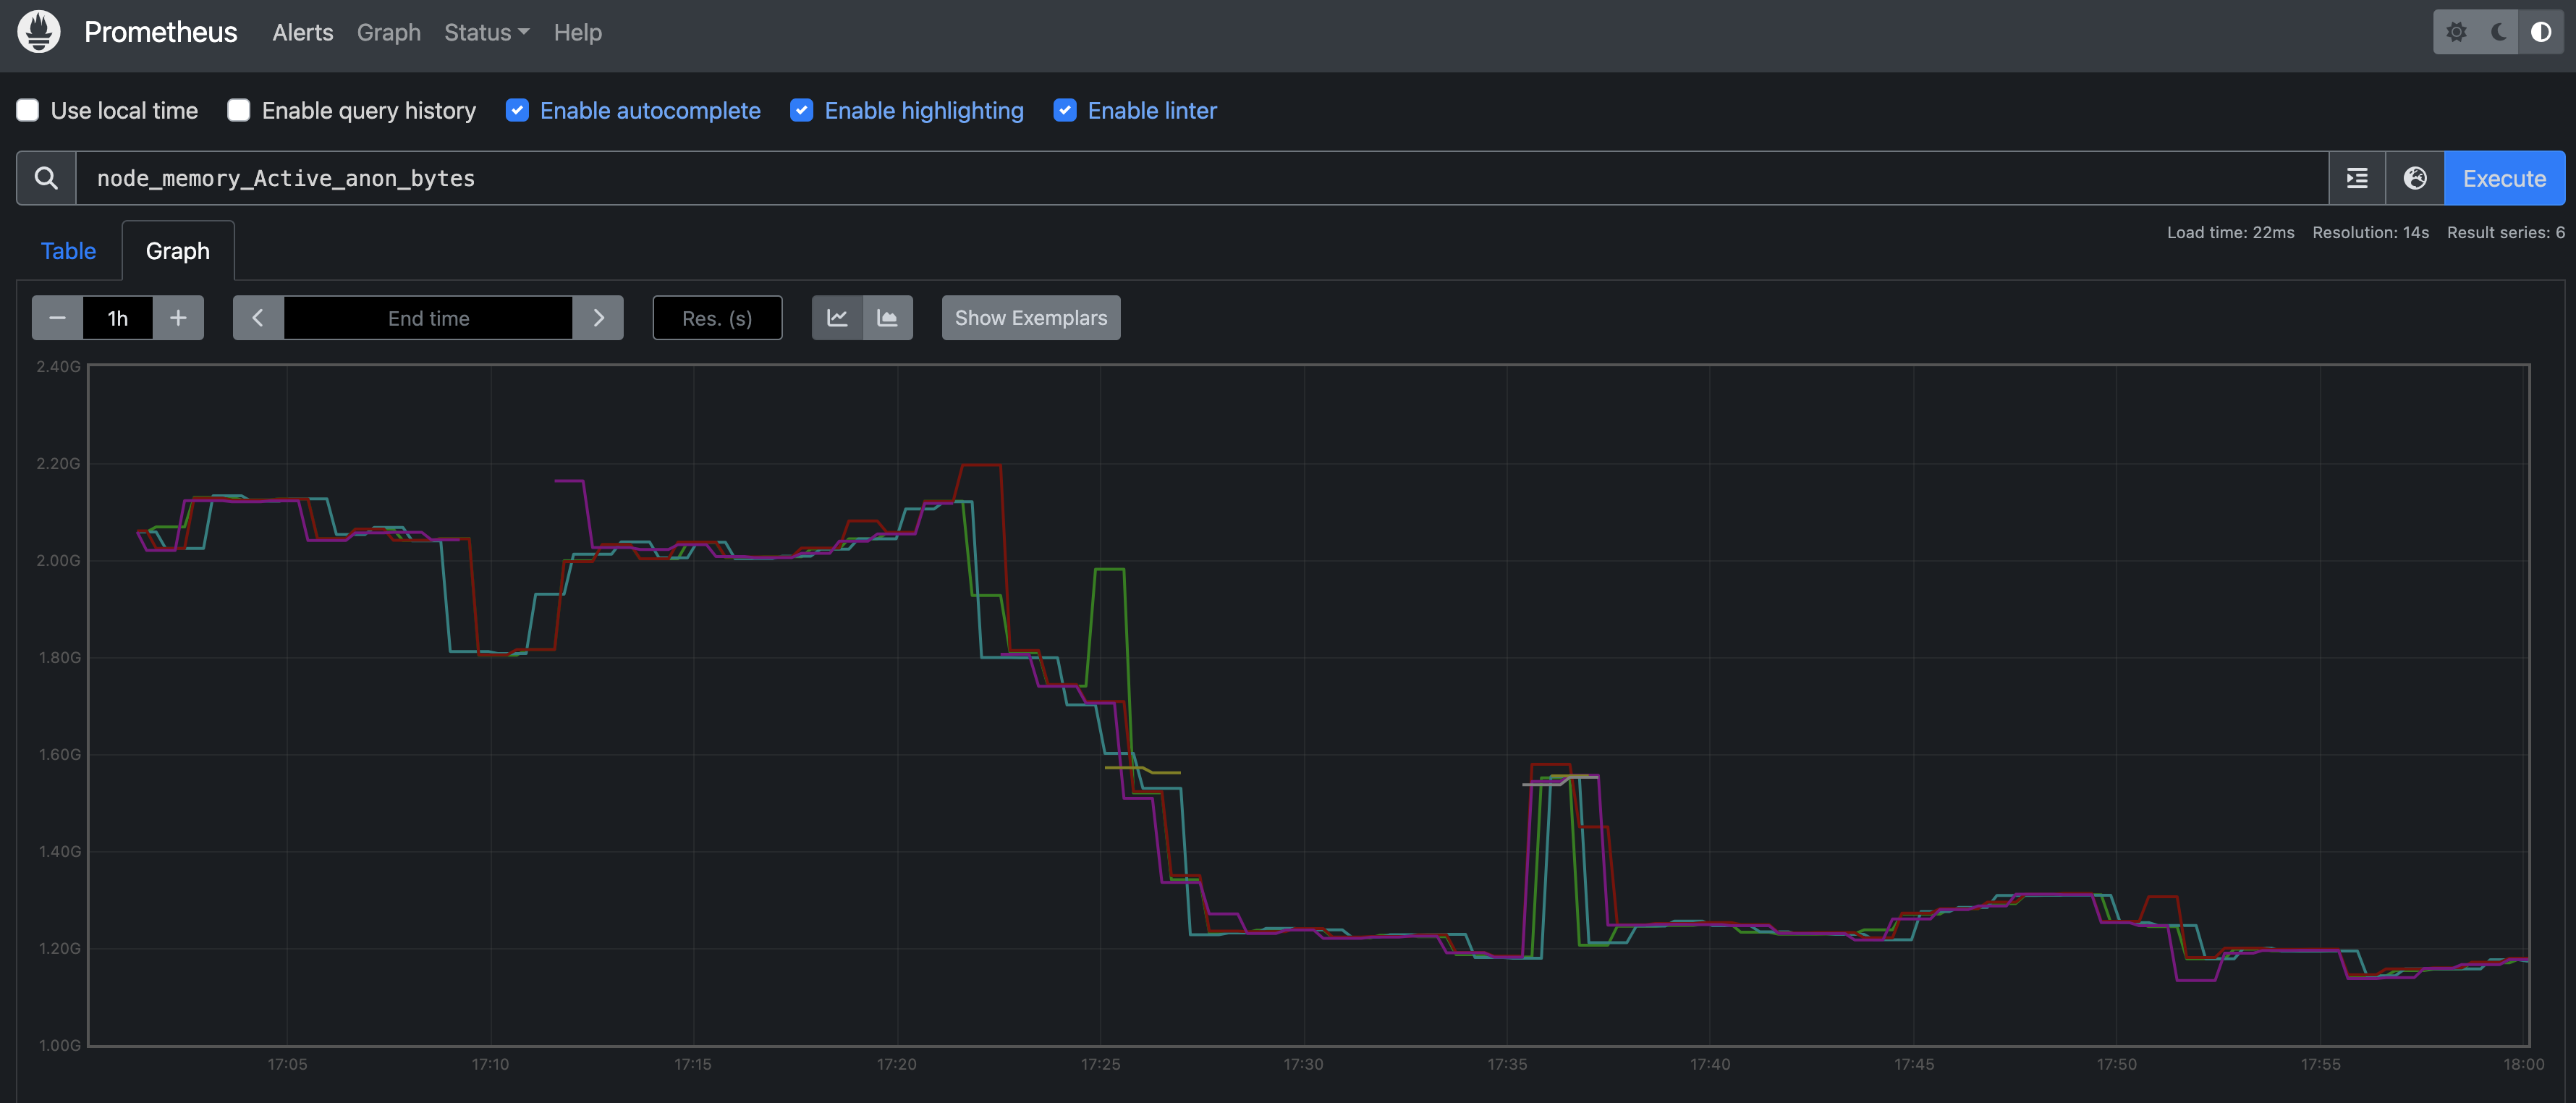 Prometheus Alerts Graph Status Help
Use local time Enable query history Enable autocomplete Enable highlighting Enable linter
node_memory_Active_anon_bytes Execute
Load time: 22ms Resolution: 14s Result series: 6
Table Graph
1h End time Res. (s) Show Exemplars
2.40G
2.20G
2.00G
1.80G
1.60G
1.40G
1.20G
1.00G
17:05 17:10 17:15 17:20 17:25 17:30 17:35 17:40 17:45 17:50 17:55 18:00